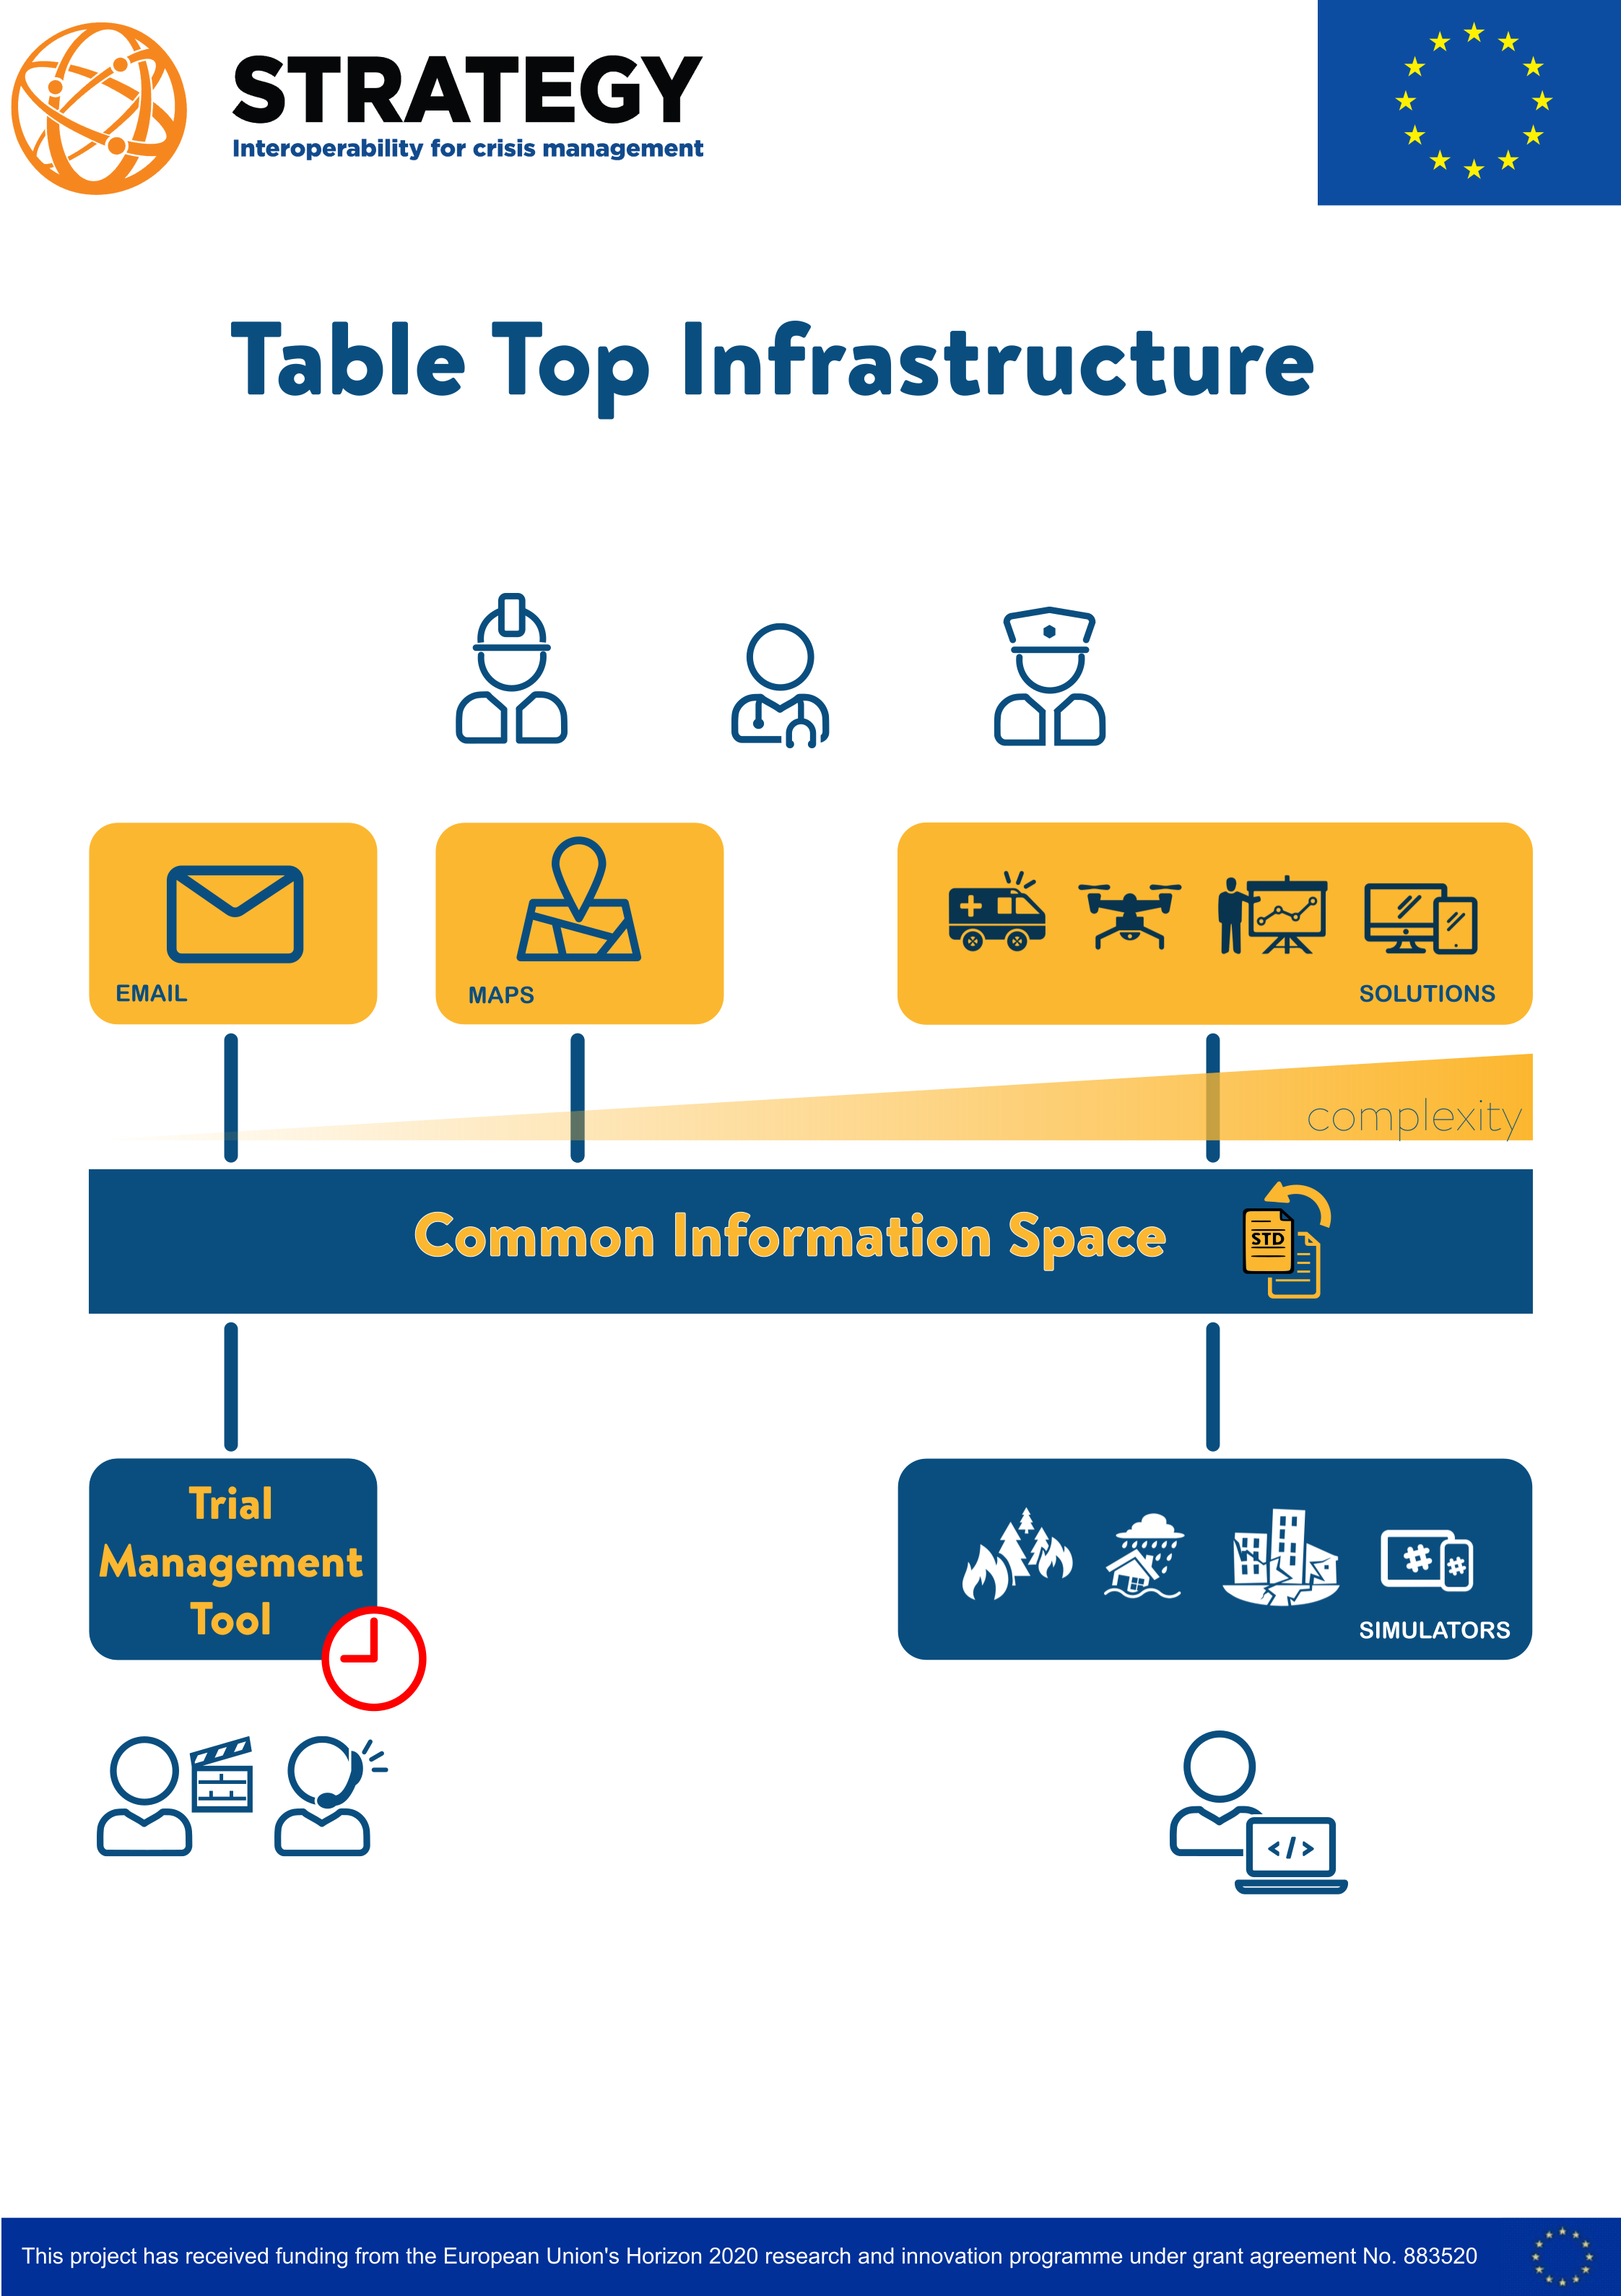 STRATEGY
Interoperability for crisis management
Table Top Infrastructure
EMAIL
MAPS
SOLUTIONS
complexity
Common Information Space
STD
Trial
Management
Tool
SIMULATORS
</>
This project has received funding from the European Union's Horizon 2020 research and innovation programme under grant agreement No. 883520